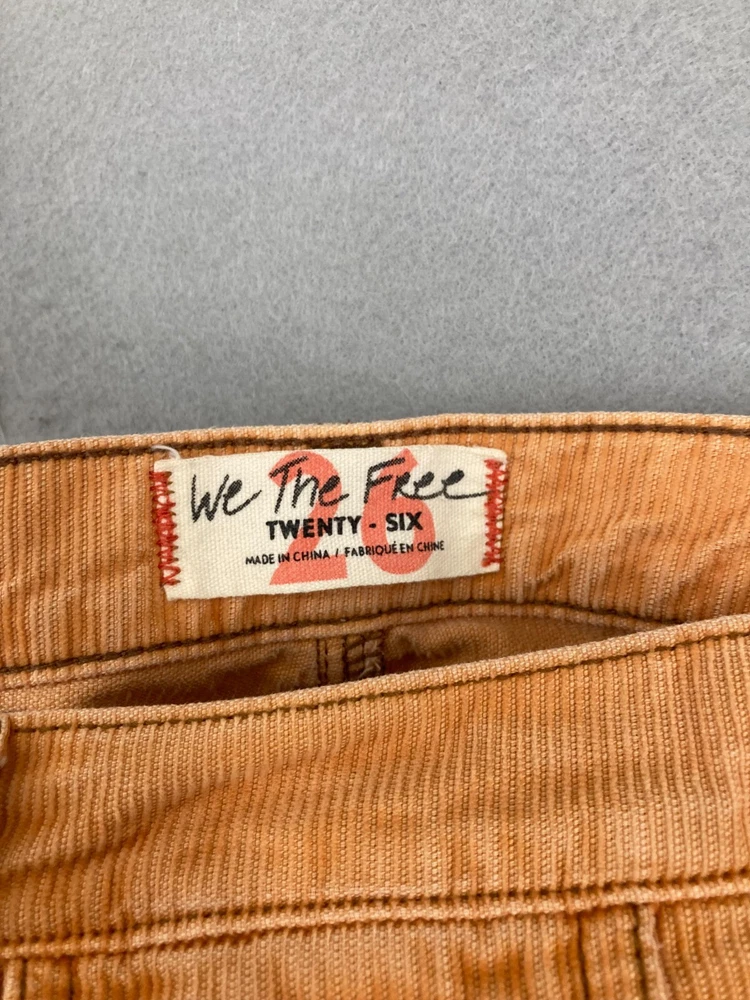 We The Free
26
TWENTY - SIX
MADE IN CHINA / FABRIQUÉ EN CHINE